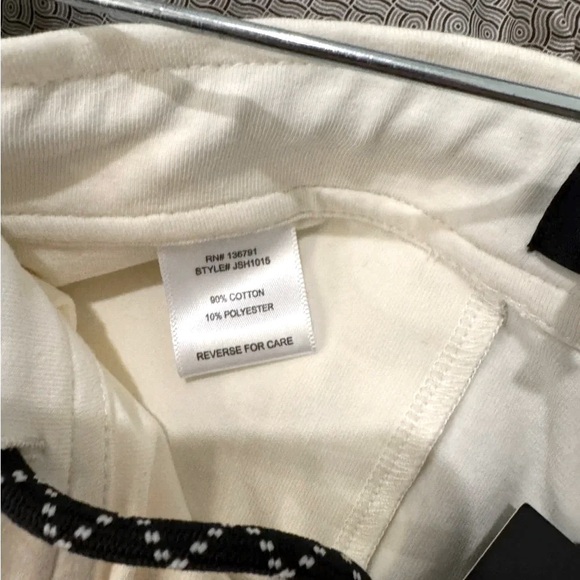 RN# 136791
STYLE# JSH1015
90% COTTON
10% POLYESTER
REVERSE FOR CARE